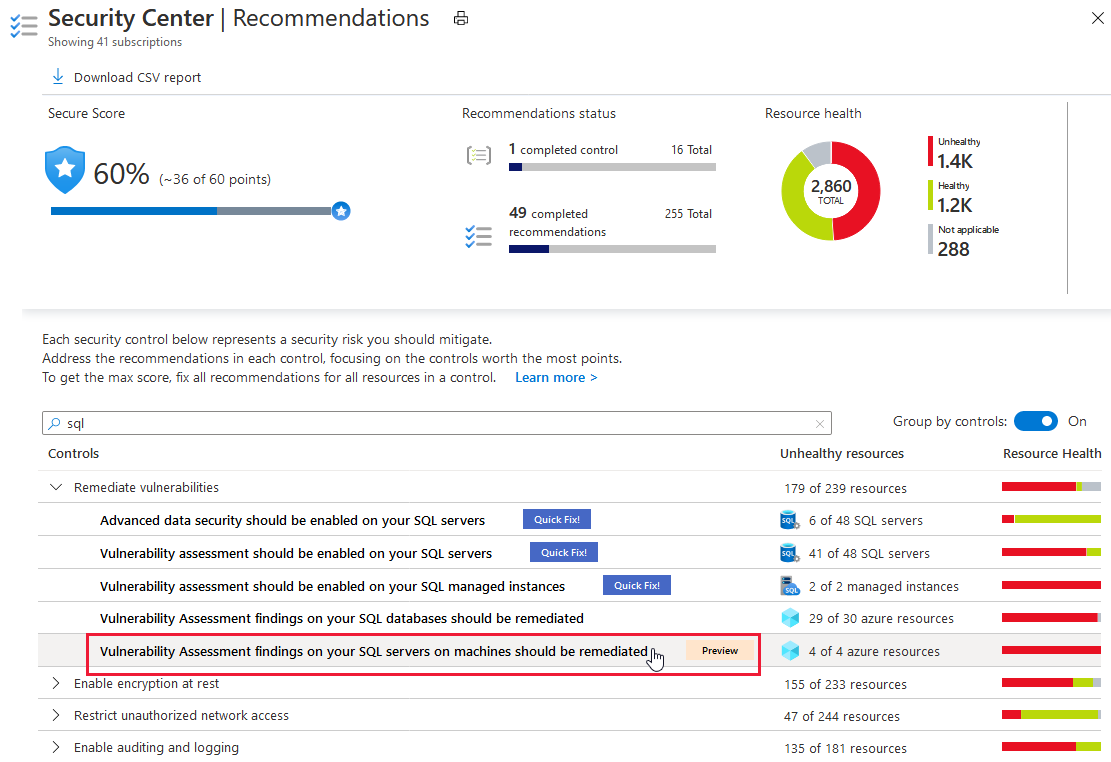 Security Center | Recommendations
Showing 41 subscriptions
Download CSV report
Secure Score
60% (~36 of 60 points)
Recommendations status
1 completed control 16 Total
49 completed recommendations 255 Total
Resource health
2,860
TOTAL
Unhealthy
1.4K
Healthy
1.2K
Not applicable
288
Each security control below represents a security risk you should mitigate.
Address the recommendations in each control, focusing on the controls worth the most points.
To get the max score, fix all recommendations for all resources in a control. Learn more >
sql
Group by controls: On
Controls Unhealthy resources Resource Health
Remediate vulnerabilities 179 of 239 resources
Advanced data security should be enabled on your SQL servers Quick Fix! SQL 6 of 48 SQL servers
Vulnerability assessment should be enabled on your SQL servers Quick Fix! SQL 41 of 48 SQL servers
Vulnerability assessment should be enabled on your SQL managed instances Quick Fix! SQL 2 of 2 managed instances
Vulnerability Assessment findings on your SQL databases should be remediated 29 of 30 azure resources
Vulnerability Assessment findings on your SQL servers on machines should be remediated Preview 4 of 4 azure resources
Enable encryption at rest 155 of 233 resources
Restrict unauthorized network access 47 of 244 resources
Enable auditing and logging 135 of 181 resources